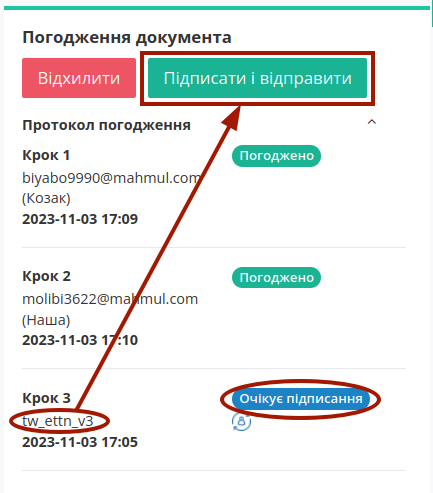 Погодження документа
Відхилити
Підписати і відправити
Протокол погодження
Крок 1
Погоджено
biyabo9990@mahmul.com
(Козак)
2023-11-03 17:09
Крок 2
Погоджено
molibi3622@mahmul.com
(Наша)
2023-11-03 17:10
Крок 3
Очікує підписання
tw_ettn_v3
2023-11-03 17:05